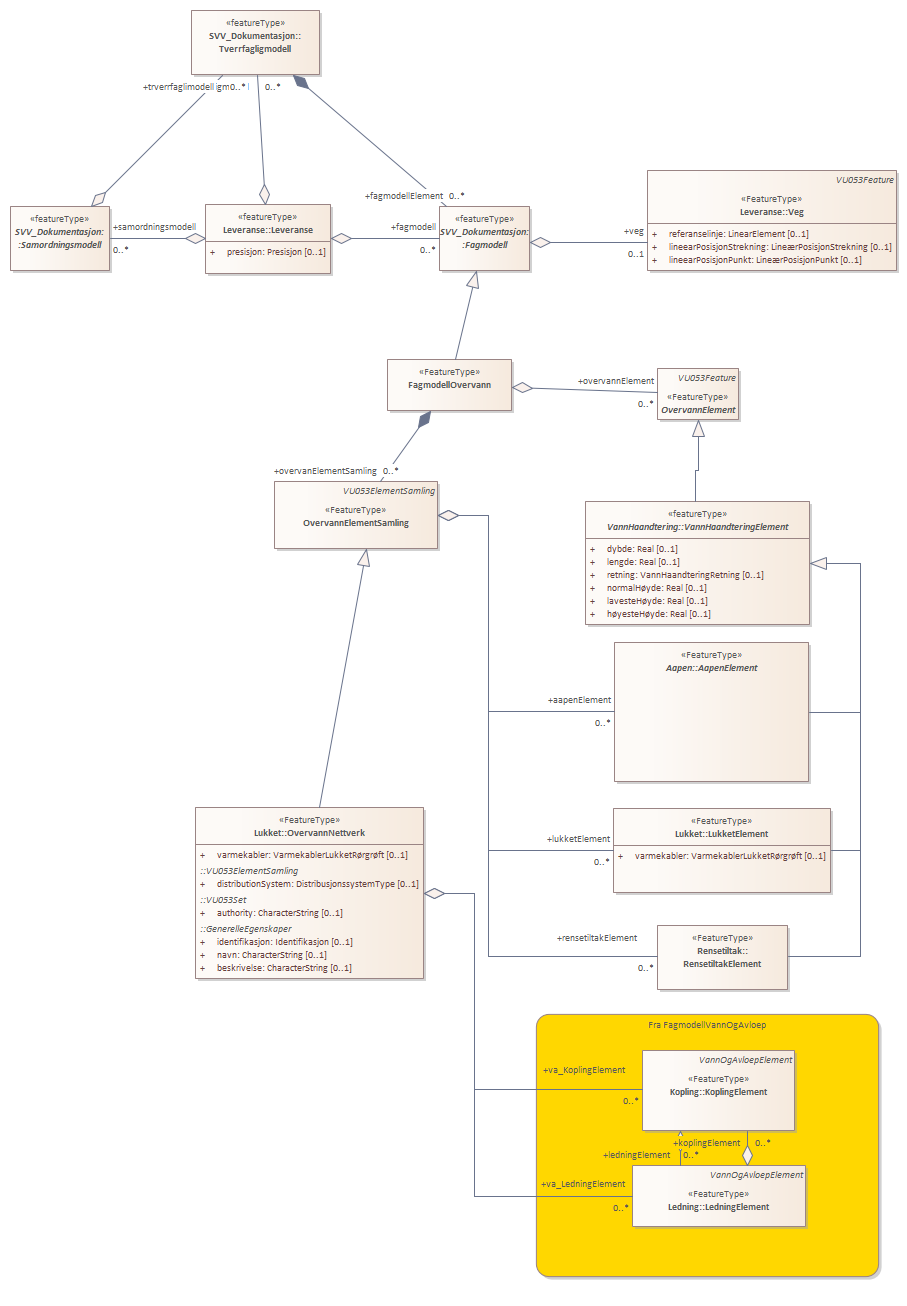 «featureType»
SVV_Dokumentasjon::
Tverrfagligmodell
+trverrfaglimodell
0..*
0..*
+fagmodellElement 0..*
«featureType»
SVV_Dokumentasjon:
:Samordningsmodell
+samordningsmodell
0..*
«featureType»
Leveranse::Leveranse
+ presisjon: Presisjon [0..1]
+fagmodell
0..*
«featureType»
SVV_Dokumentasjon:
:Fagmodell
+veg
0..1
VU053Feature
«FeatureType»
Leveranse::Veg
+ referanselinje: LinearElement [0..1]
+ lineearPosisjonStrekning: LineærPosisjonStrekning [0..1]
+ lineearPosisjonPunkt: LineærPosisjonPunkt [0..1]
«FeatureType»
FagmodellOvervann
+overvannElement
0..*
VU053Feature
«FeatureType»
OvervannElement
+overvanElementSamling 0..*
VU053ElementSamling
«FeatureType»
OvervannElementSamling
«featureType»
VannHaandtering::VannHaandteringElement
+ dybde: Real [0..1]
+ lengde: Real [0..1]
+ retning: VannHaandteringRetning [0..1]
+ normalHøyde: Real [0..1]
+ lavesteHøyde: Real [0..1]
+ høyesteHøyde: Real [0..1]
«FeatureType»
Aapen::AapenElement
+aapenElement
0..*
«FeatureType»
Lukket::OvervannNettverk
+ varmekabler: VarmekablerLukketRørgrøft [0..1]
::VU053ElementSamling
+ distributionSystem: DistribusjonssystemType [0..1]
::VU053Set
+ authority: CharacterString [0..1]
::GenerelleEgenskaper
+ identifikasjon: Identifikasjon [0..1]
+ navn: CharacterString [0..1]
+ beskrivelse: CharacterString [0..1]
+lukketElement
0..*
«FeatureType»
Lukket::LukketElement
+ varmekabler: VarmekablerLukketRørgrøft [0..1]
+rensetiltakElement
0..*
«FeatureType»
Rensetiltak::
RensetiltakElement
Fra FagmodellVannOgAvloep
+va_KoplingElement
0..*
VannOgAvloepElement
«FeatureType»
Kopling::KoplingElement
+koplingElement 0..*
+ledningElement 0..*
+va_LedningElement
0..*
VannOgAvloepElement
«FeatureType»
Ledning::LedningElement